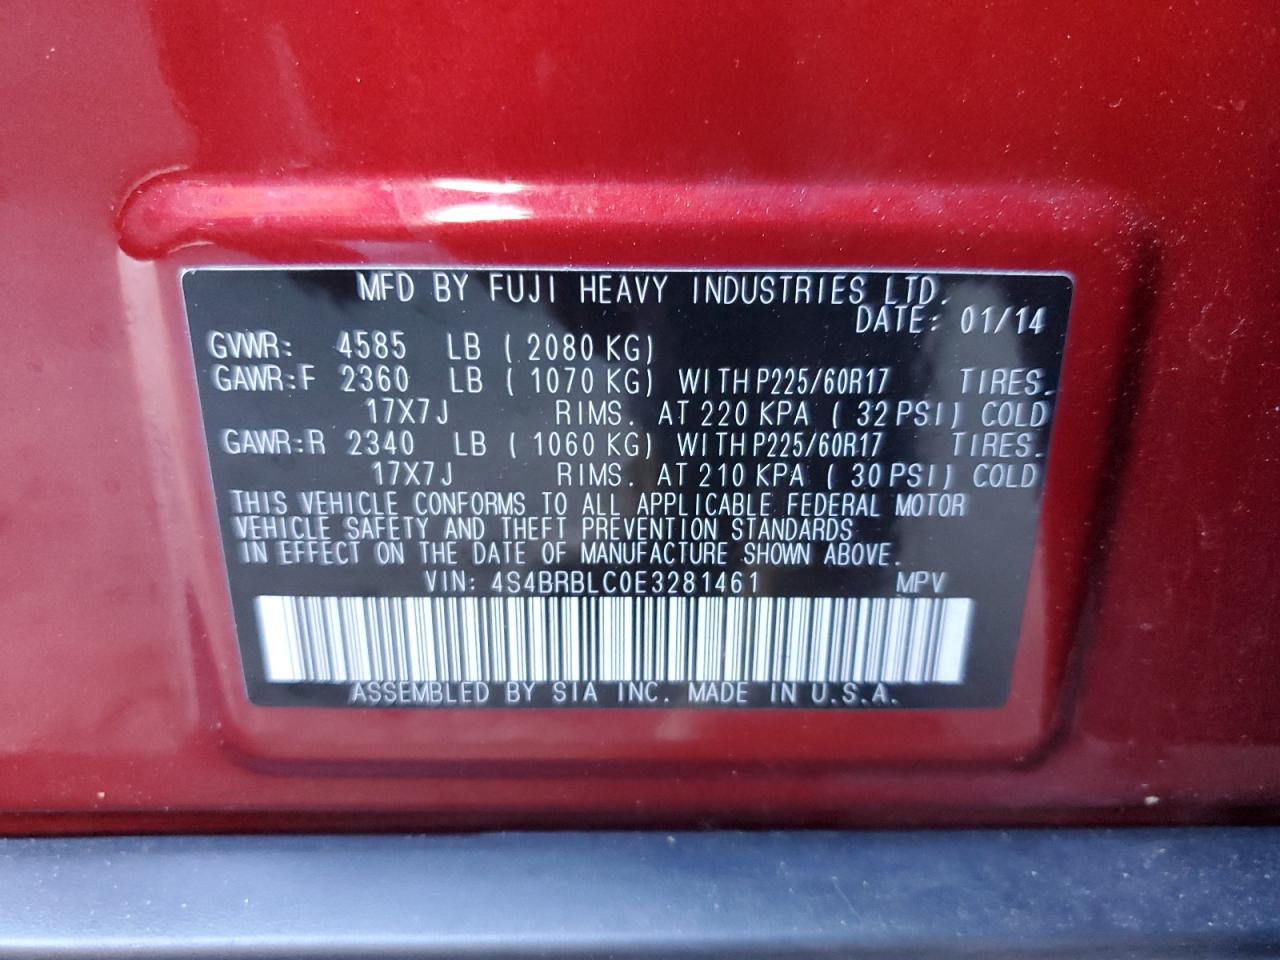 MFD BY FUJI HEAVY INDUSTRIES LTD.
DATE: 01/14
GVWR: 4585 LB ( 2080 KG)
GAWR:F 2360 LB ( 1070 KG) WITH P225/60R17 TIRES.
17X7J RIMS. AT 220 KPA ( 32 PSI) COLD
GAWR:R 2340 LB ( 1060 KG) WITH P225/60R17 TIRES.
17X7J RIMS. AT 210 KPA ( 30 PSI) COLD
THIS VEHICLE CONFORMS TO ALL APPLICABLE FEDERAL MOTOR
VEHICLE SAFETY AND THEFT PREVENTION STANDARDS
IN EFFECT ON THE DATE OF MANUFACTURE SHOWN ABOVE.
VIN: 4S4BRBLC0E3281461 MPV
ASSEMBLED BY SIA INC. MADE IN U.S.A.